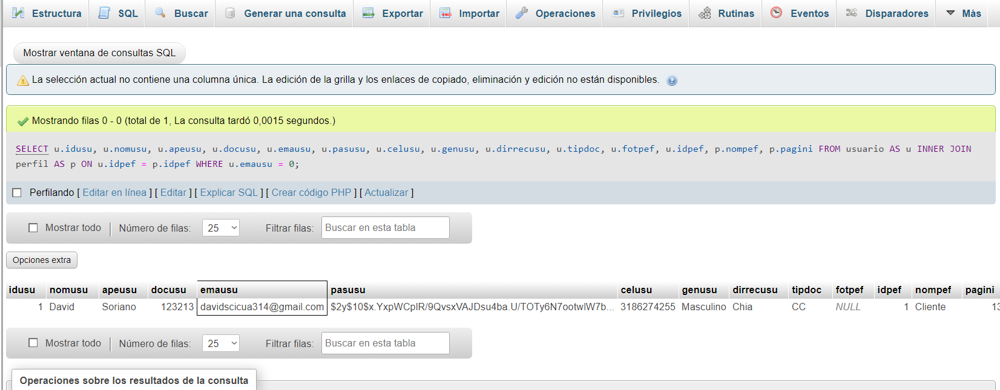 Estructura SQL Buscar Generar una consulta Exportar Importar Operaciones Privilegios Rutinas Eventos Disparadores Más
Mostrar ventana de consultas SQL
La selección actual no contiene una columna única. La edición de la grilla y los enlaces de copiado, eliminación y edición no están disponibles.
Mostrando filas 0 - 0 (total de 1, La consulta tardó 0,0015 segundos.)
SELECT u.idusu, u.nomusu, u.apeusu, u.docusu, u.emausu, u.pasusu, u.celusu, u.genusu, u.dirrecusu, u.tipdoc, u.fotpef, u.idpef, p.nompef, p.pagini FROM usuario AS u INNER JOIN
perfil AS p ON u.idpef = p.idpef WHERE u.emausu = 0;
Perfilando [ Editar en línea ] [ Editar ] [ Explicar SQL ] [ Crear código PHP ] [ Actualizar ]
Mostrar todo Número de filas: 25 Filtrar filas: Buscar en esta tabla
Opciones extra
idusu nomusu apeusu docusu emausu pasusu celusu genusu dirrecusu tipdoc fotpef idpef nompef pagini
1 David Soriano 123213 davidscicua314@gmail.com $2y$10$x.YxpWCpIR/9QvsxVAJDsu4ba.U/TOTy6N7ootwlW7b... 3186274255 Masculino Chia CC NULL 1 Cliente 13
Mostrar todo Número de filas: 25 Filtrar filas: Buscar en esta tabla
Operaciones sobre los resultados de la consulta